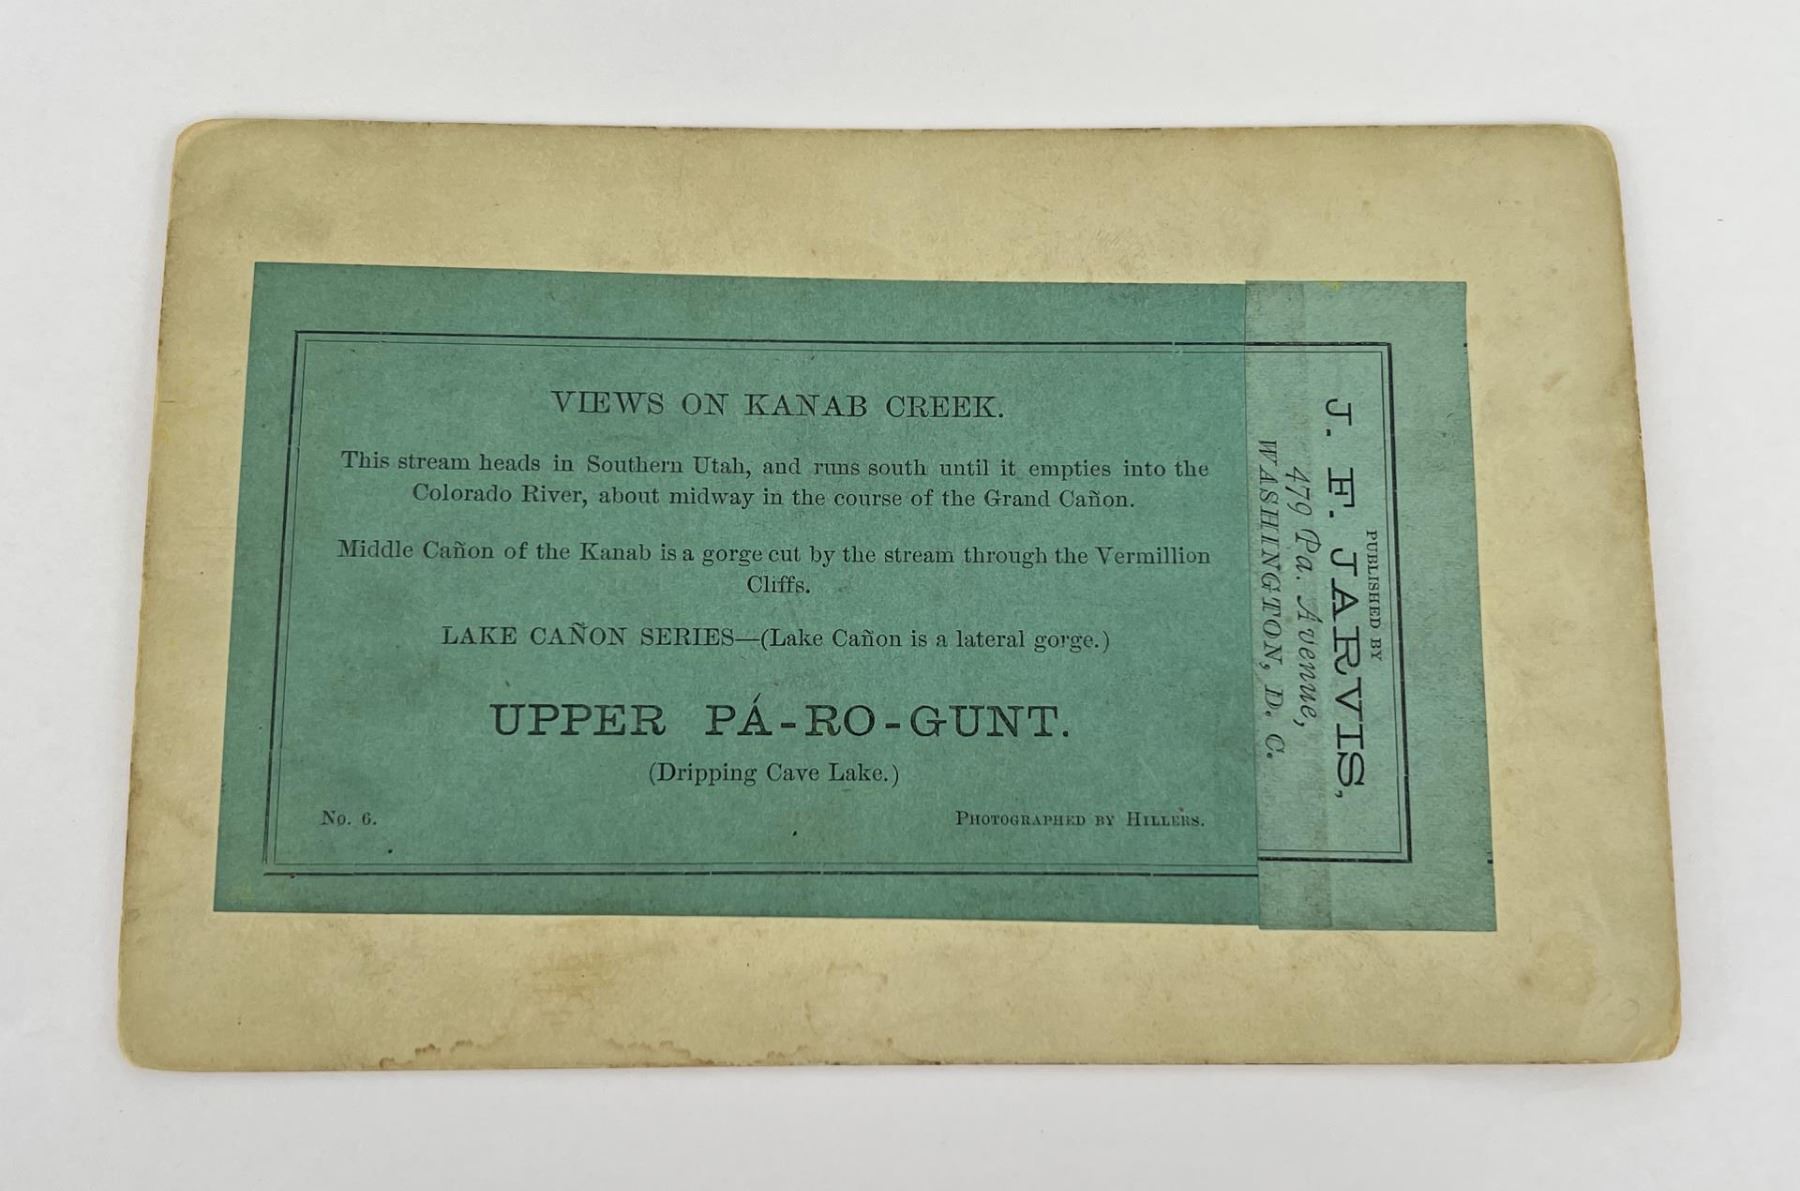 VIEWS ON KANAB CREEK.
This stream heads in Southern Utah, and runs south until it empties into the
Colorado River, about midway in the course of the Grand Cañon.
Middle Cañon of the Kanab is a gorge cut by the stream through the Vermillion
Cliffs.
LAKE CAÑON SERIES—(Lake Cañon is a lateral gorge.)
UPPER PÁ-RO-GUNT.
(Dripping Cave Lake.)
No. 6.
PHOTOGRAPHED BY HILLERS.
PUBLISHED BY
J. F. JARVIS,
479 Pa. Avenue,
WASHINGTON, D. C.